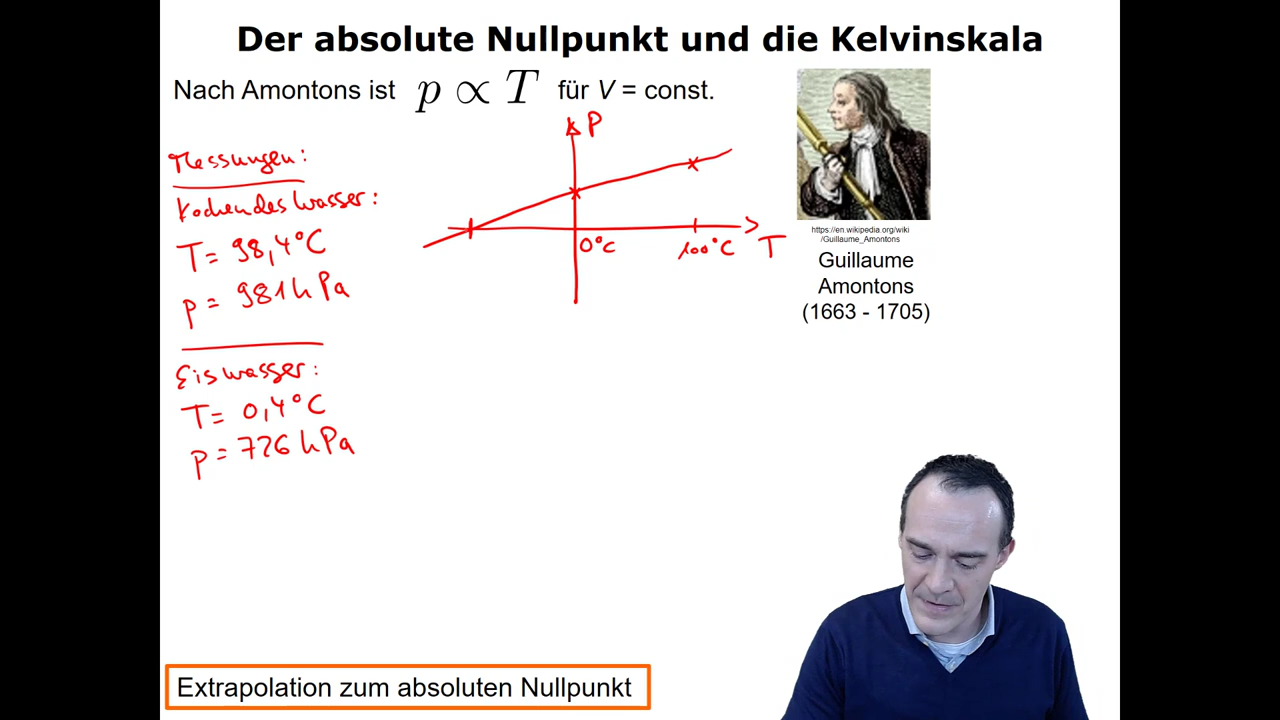 Der absolute Nullpunkt und die Kelvinskala
Nach Amontons ist p ∝ T für V = const.
Messungen:
Kochendes Wasser:
T = 98,4°C
p = 981 hPa
Eiswasser:
T = 0,4°C
p = 726 hPa
P
0°C
100°C
T
https://en.wikipedia.org/wiki
/Guillaume_Amontons
Guillaume
Amontons
(1663 - 1705)
Extrapolation zum absoluten Nullpunkt